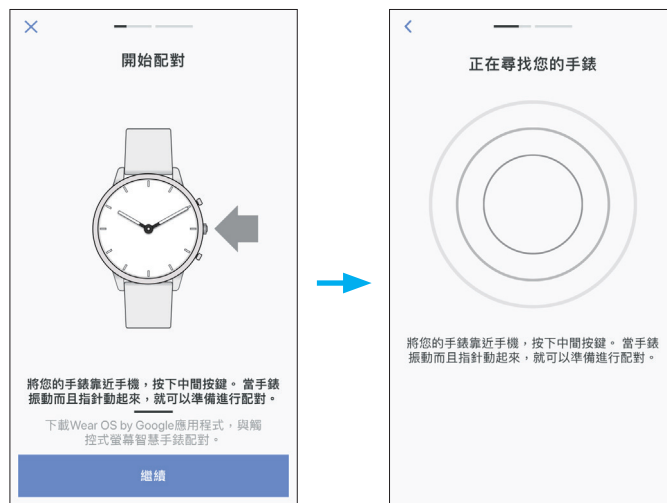 開始配對
將您的手錶靠近手機，按下中間按鍵。 當手錶
振動而且指針動起來，就可以準備進行配對。
下載Wear OS by Google應用程式，與觸
控式螢幕智慧手錶配對。
繼續
正在尋找您的手錶
將您的手錶靠近手機，按下中間按鍵。 當手錶
振動而且指針動起來，就可以準備進行配對。